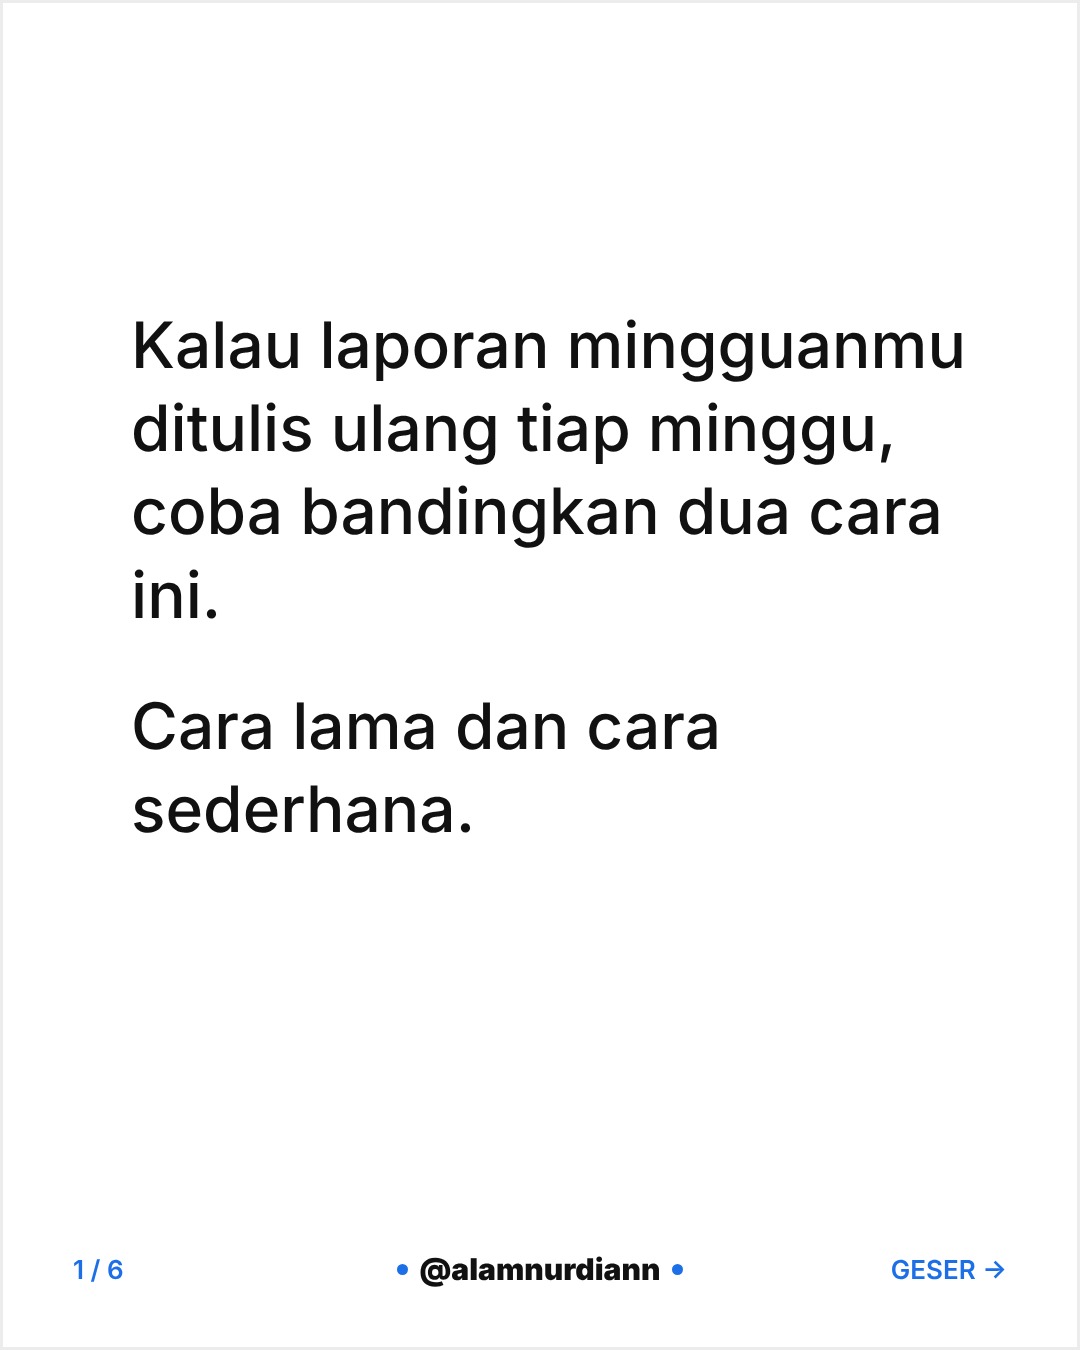 Kalau laporan mingguanmu
ditulis ulang tiap minggu,
coba bandingkan dua cara
ini.
Cara lama dan cara
sederhana.
1 / 6
• @alamnurdiann •
GESER →